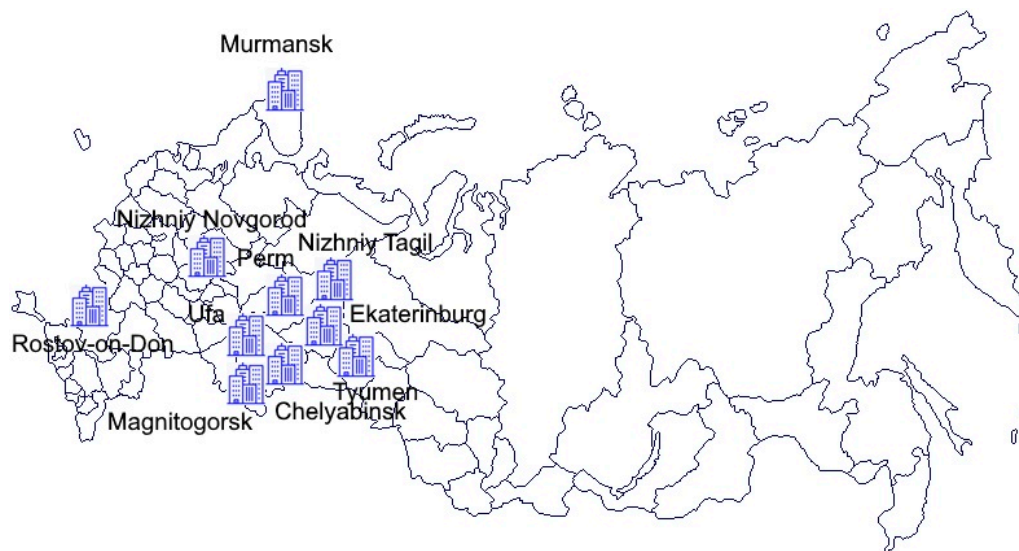 Murmansk
Nizhniy Novgorod
Nizhniy Tagil
Perm
Ufa
Ekaterinburg
Rostov-on-Don
Tyumen
Chelyabinsk
Magnitogorsk